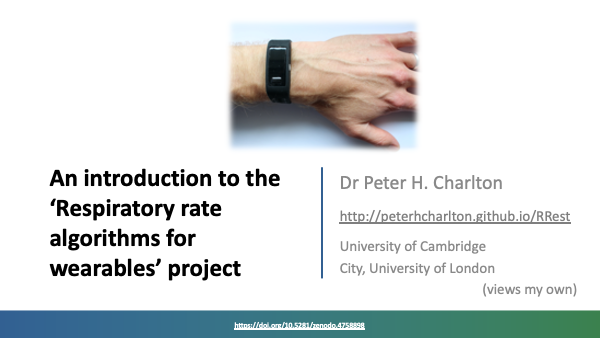 An introduction to the
‘Respiratory rate
algorithms for
wearables’ project
Dr Peter H. Charlton
http://peterhcharlton.github.io/RRest
University of Cambridge
City, University of London
(views my own)
https://doi.org/10.5281/zenodo.4758898